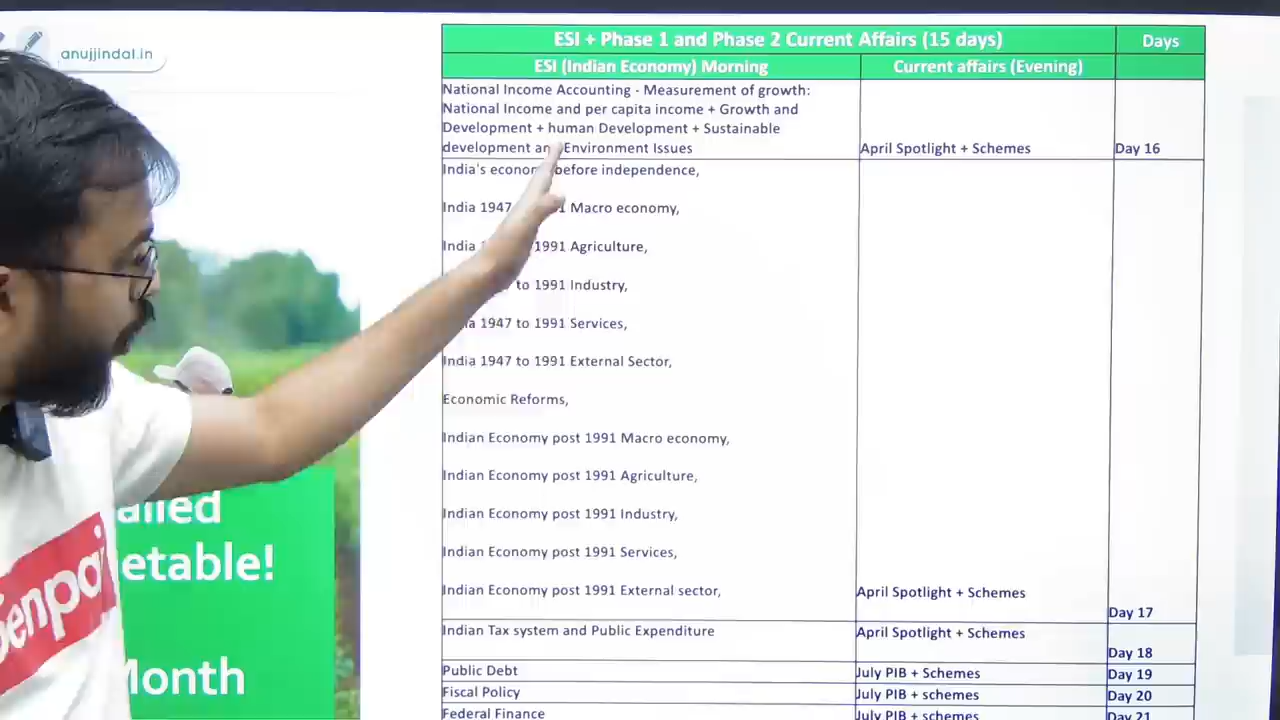 anujjindal.in
ESI + Phase 1 and Phase 2 Current Affairs (15 days) Days
ESI (Indian Economy) Morning Current affairs (Evening)
National Income Accounting - Measurement of growth:
National Income and per capita income + Growth and
Development + human Development + Sustainable
development Environment Issues
April Spotlight + Schemes Day 16
India's before independence,
India 1947 Macro economy,
India 1991 Agriculture,
to 1991 Industry,
1947 to 1991 Services,
India 1947 to 1991 External Sector,
Economic Reforms,
Indian Economy post 1991 Macro economy,
Indian Economy post 1991 Agriculture,
Indian Economy post 1991 Industry,
Indian Economy post 1991 Services,
Indian Economy post 1991 External sector, April Spotlight + Schemes
Day 17
Indian Tax system and Public Expenditure April Spotlight + Schemes
Day 18
Public Debt July PIB + Schemes Day 19
Fiscal Policy July PIB + schemes Day 20
Federal Finance July PIB + schemes Day 21
etable!
Month
Senpai